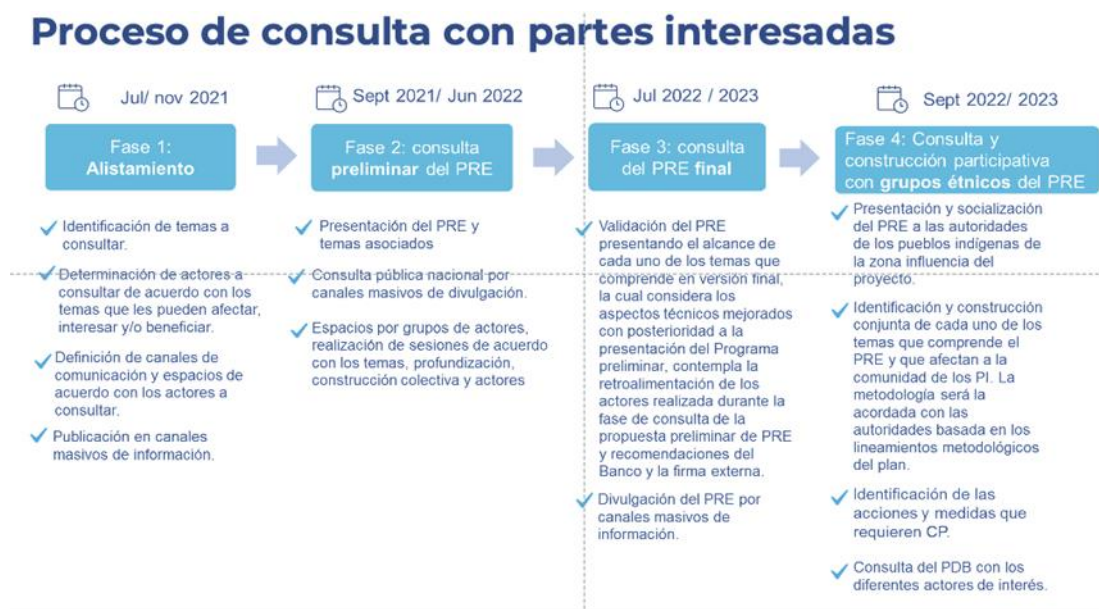 Proceso de consulta con partes interesadas
Jul/ nov 2021
Fase 1:
Alistamiento
Identificación de temas a
consultar.
Determinación de actores a
consultar de acuerdo con los
temas que les pueden afectar,
interesar y/o beneficiar.
Definición de canales de
comunicación y espacios de
acuerdo con los actores a
consultar.
Publicación en canales
masivos de información.
Sept 2021/ Jun 2022
Fase 2: consulta
preliminar del PRE
Presentación del PRE y
temas asociados
Consulta pública nacional por
canales masivos de divulgación.
Espacios por grupos de actores,
realización de sesiones de acuerdo
con los temas, profundización,
construcción colectiva y actores
Jul 2022 / 2023
Fase 3: consulta
del PRE final
Validación del PRE
presentando el alcance de
cada uno de los temas que
comprende en versión final,
la cual considera los
aspectos técnicos mejorados
con posterioridad a la
presentación del Programa
preliminar, contempla la
retroalimentación de los
actores realizada durante la
fase de consulta de la
propuesta preliminar de PRE
y recomendaciones del
Banco y la firma externa.
Divulgación del PRE por
canales masivos de
información.
Sept 2022/ 2023
Fase 4: Consulta y
construcción participativa
con grupos étnicos del PRE
Presentación y socialización
del PRE a las autoridades
de los pueblos indígenas de
la zona influencia del
proyecto.
Identificación y construcción
conjunta de cada uno de los
temas que comprende el
PRE y que afectan a la
comunidad de los PI. La
metodología será la
acordada con las
autoridades basada en los
lineamientos metodológicos
del plan.
Identificación de las
acciones y medidas que
requieren CP.
Consulta del PDB con los
diferentes actores de interés.